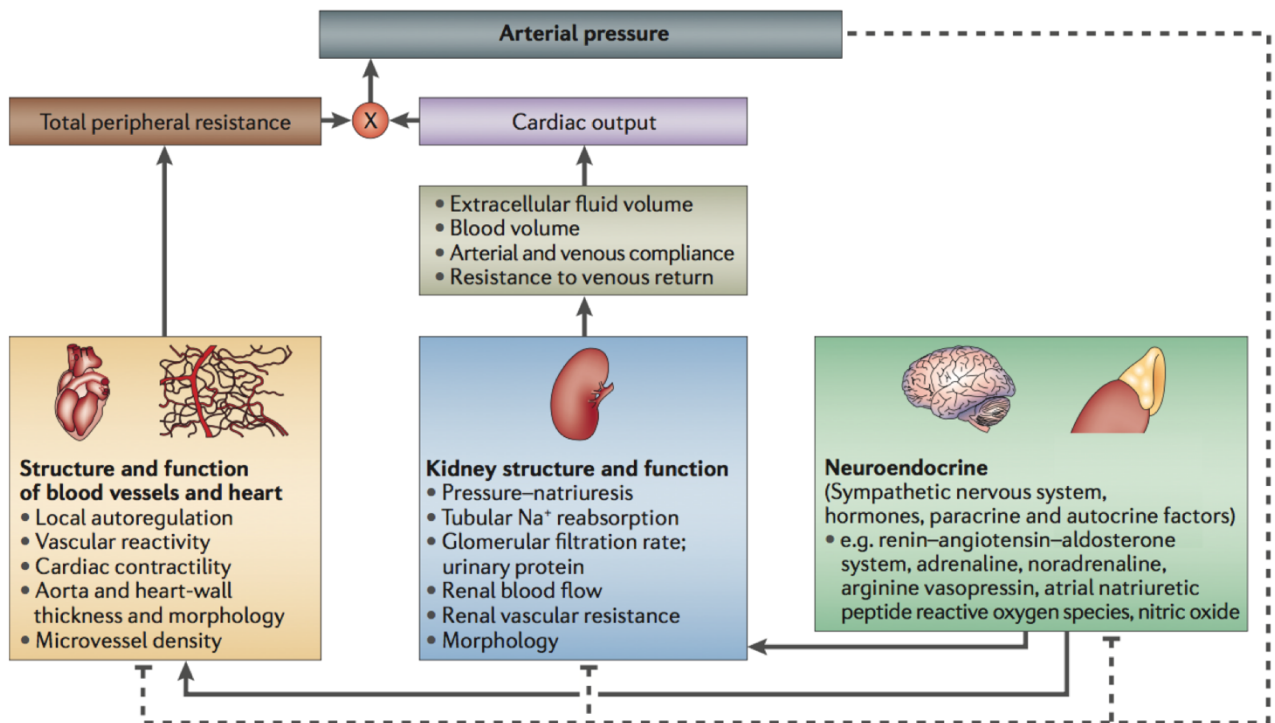 Arterial pressure
Total peripheral resistance
X
Cardiac output
• Extracellular fluid volume
• Blood volume
• Arterial and venous compliance
• Resistance to venous return
Structure and function
of blood vessels and heart
• Local autoregulation
• Vascular reactivity
• Cardiac contractility
• Aorta and heart-wall
thickness and morphology
• Microvessel density
Kidney structure and function
• Pressure–natriuresis
• Tubular Na⁺ reabsorption
• Glomerular filtration rate;
urinary protein
• Renal blood flow
• Renal vascular resistance
• Morphology
Neuroendocrine
(Sympathetic nervous system,
hormones, paracrine and autocrine factors)
• e.g. renin–angiotensin–aldosterone
system, adrenaline, noradrenaline,
arginine vasopressin, atrial natriuretic
peptide reactive oxygen species, nitric oxide